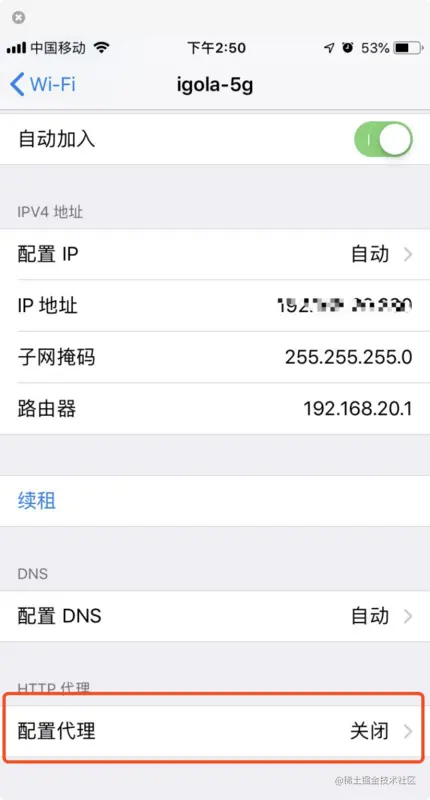 中国移动 下午2:50 53%
Wi-Fi igola-5g
自动加入
IPV4 地址
配置 IP 自动
IP 地址
子网掩码 255.255.255.0
路由器 192.168.20.1
续租
DNS
配置 DNS 自动
HTTP 代理
配置代理 关闭
@稀土掘金技术社区